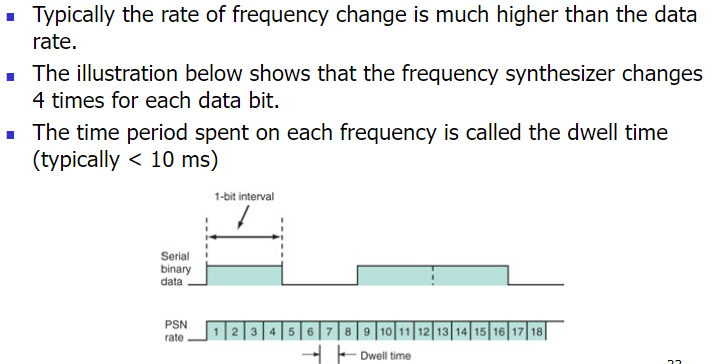 Typically the rate of frequency change is much higher than the data
rate.
The illustration below shows that the frequency synthesizer changes
4 times for each data bit.
The time period spent on each frequency is called the dwell time
(typically < 10 ms)
1-bit interval
Serial
binary
data
PSN
rate
1 2 3 4 5 6 7 8 9 10 11 12 13 14 15 16 17 18
Dwell time